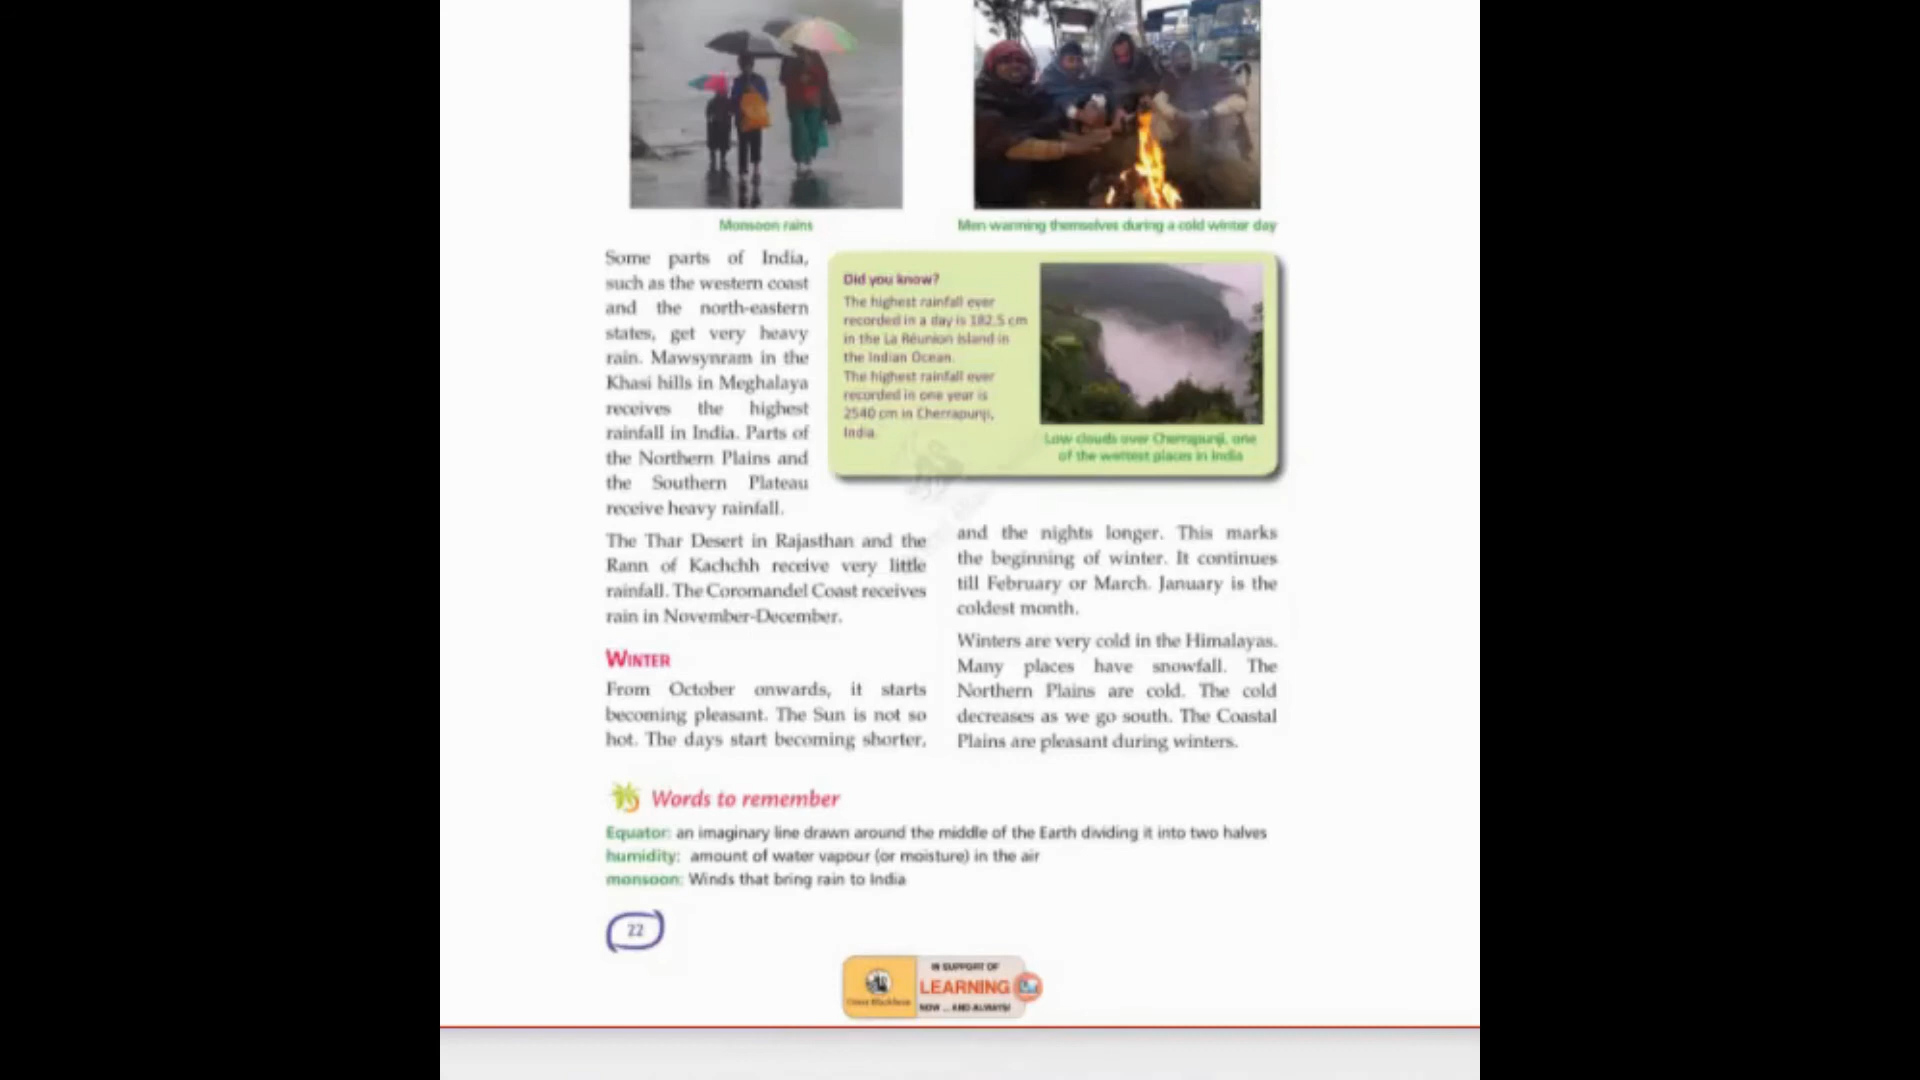 Monsoon rains
Men warming themselves during a cold winter day
Some parts of India,
such as the western coast
and the north-eastern
states, get very heavy
rain. Mawsynram in the
Khasi hills in Meghalaya
receives the highest
rainfall in India. Parts of
the Northern Plains and
the Southern Plateau
receive heavy rainfall.
Did you know?
The highest rainfall ever
recorded in a day is 182.5 cm
in the La Réunion Island in
the Indian Ocean.
The highest rainfall ever
recorded in one year is
2540 cm in Cherrapunji,
India.
Low clouds over Cherrapunji, one
of the wettest places in India
The Thar Desert in Rajasthan and the
Rann of Kachchh receive very little
rainfall. The Coromandel Coast receives
rain in November-December.
WINTER
From October onwards, it starts
becoming pleasant. The Sun is not so
hot. The days start becoming shorter,
and the nights longer. This marks
the beginning of winter. It continues
till February or March. January is the
coldest month.
Winters are very cold in the Himalayas.
Many places have snowfall. The
Northern Plains are cold. The cold
decreases as we go south. The Coastal
Plains are pleasant during winters.
Words to remember
Equator: an imaginary line drawn around the middle of the Earth dividing it into two halves
humidity: amount of water vapour (or moisture) in the air
monsoon: Winds that bring rain to India
22
Orient BlackSwan
IN SUPPORT OF
LEARNING
NOW ... AND ALWAYS!